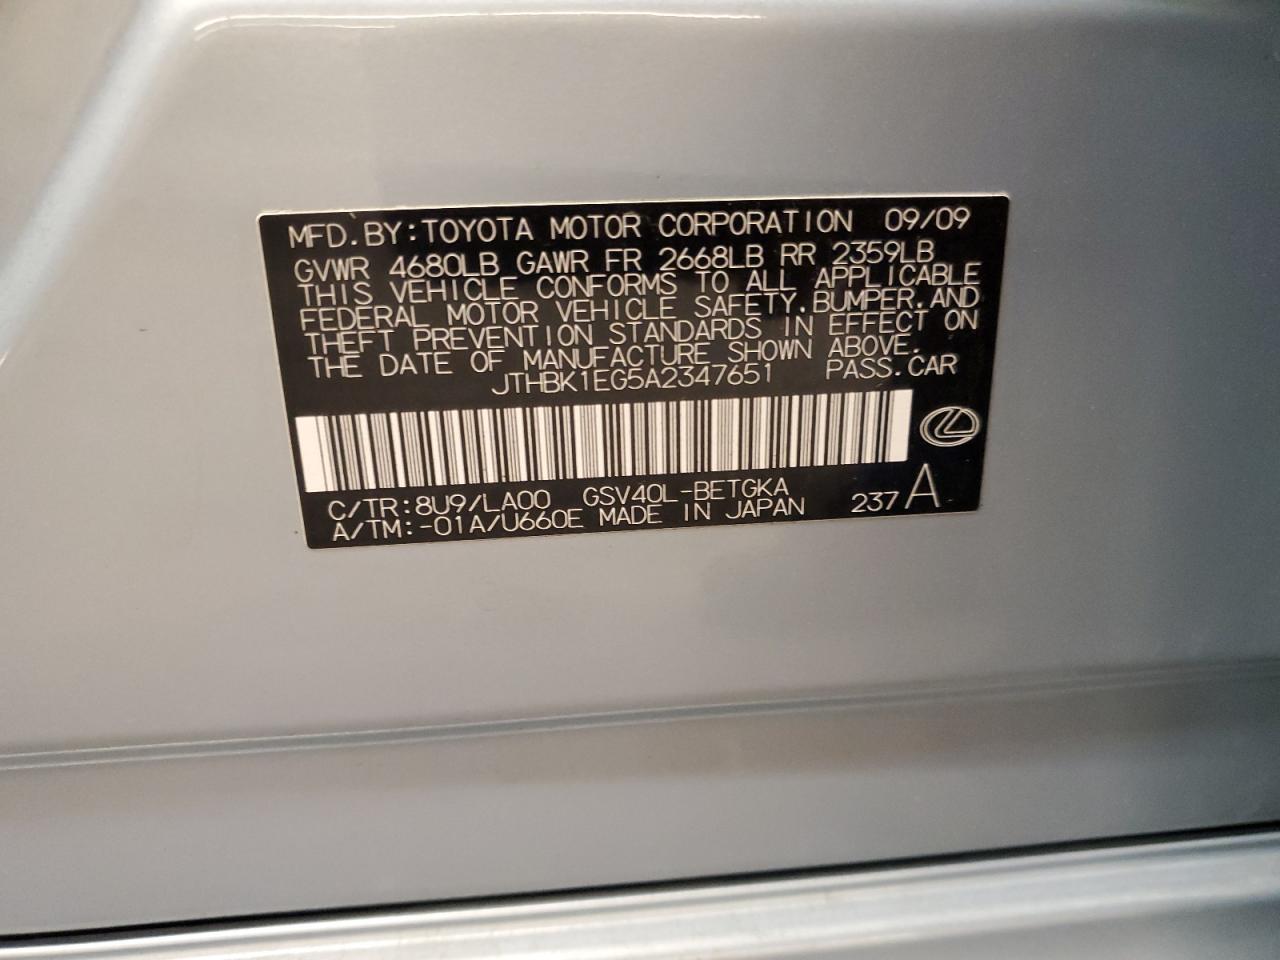 MFD.BY:TOYOTA MOTOR CORPORATION 09/09
GVWR 4680LB GAWR FR 2668LB RR 2359LB
THIS VEHICLE CONFORMS TO ALL APPLICABLE
FEDERAL MOTOR VEHICLE SAFETY,BUMPER,AND
THEFT PREVENTION STANDARDS IN EFFECT ON
THE DATE OF MANUFACTURE SHOWN ABOVE.
JTHBK1EG5A2347651 PASS.CAR
C/TR:8U9/LA00 GSV40L-BETGKA
A/TM:-01A/U660E MADE IN JAPAN 237 A